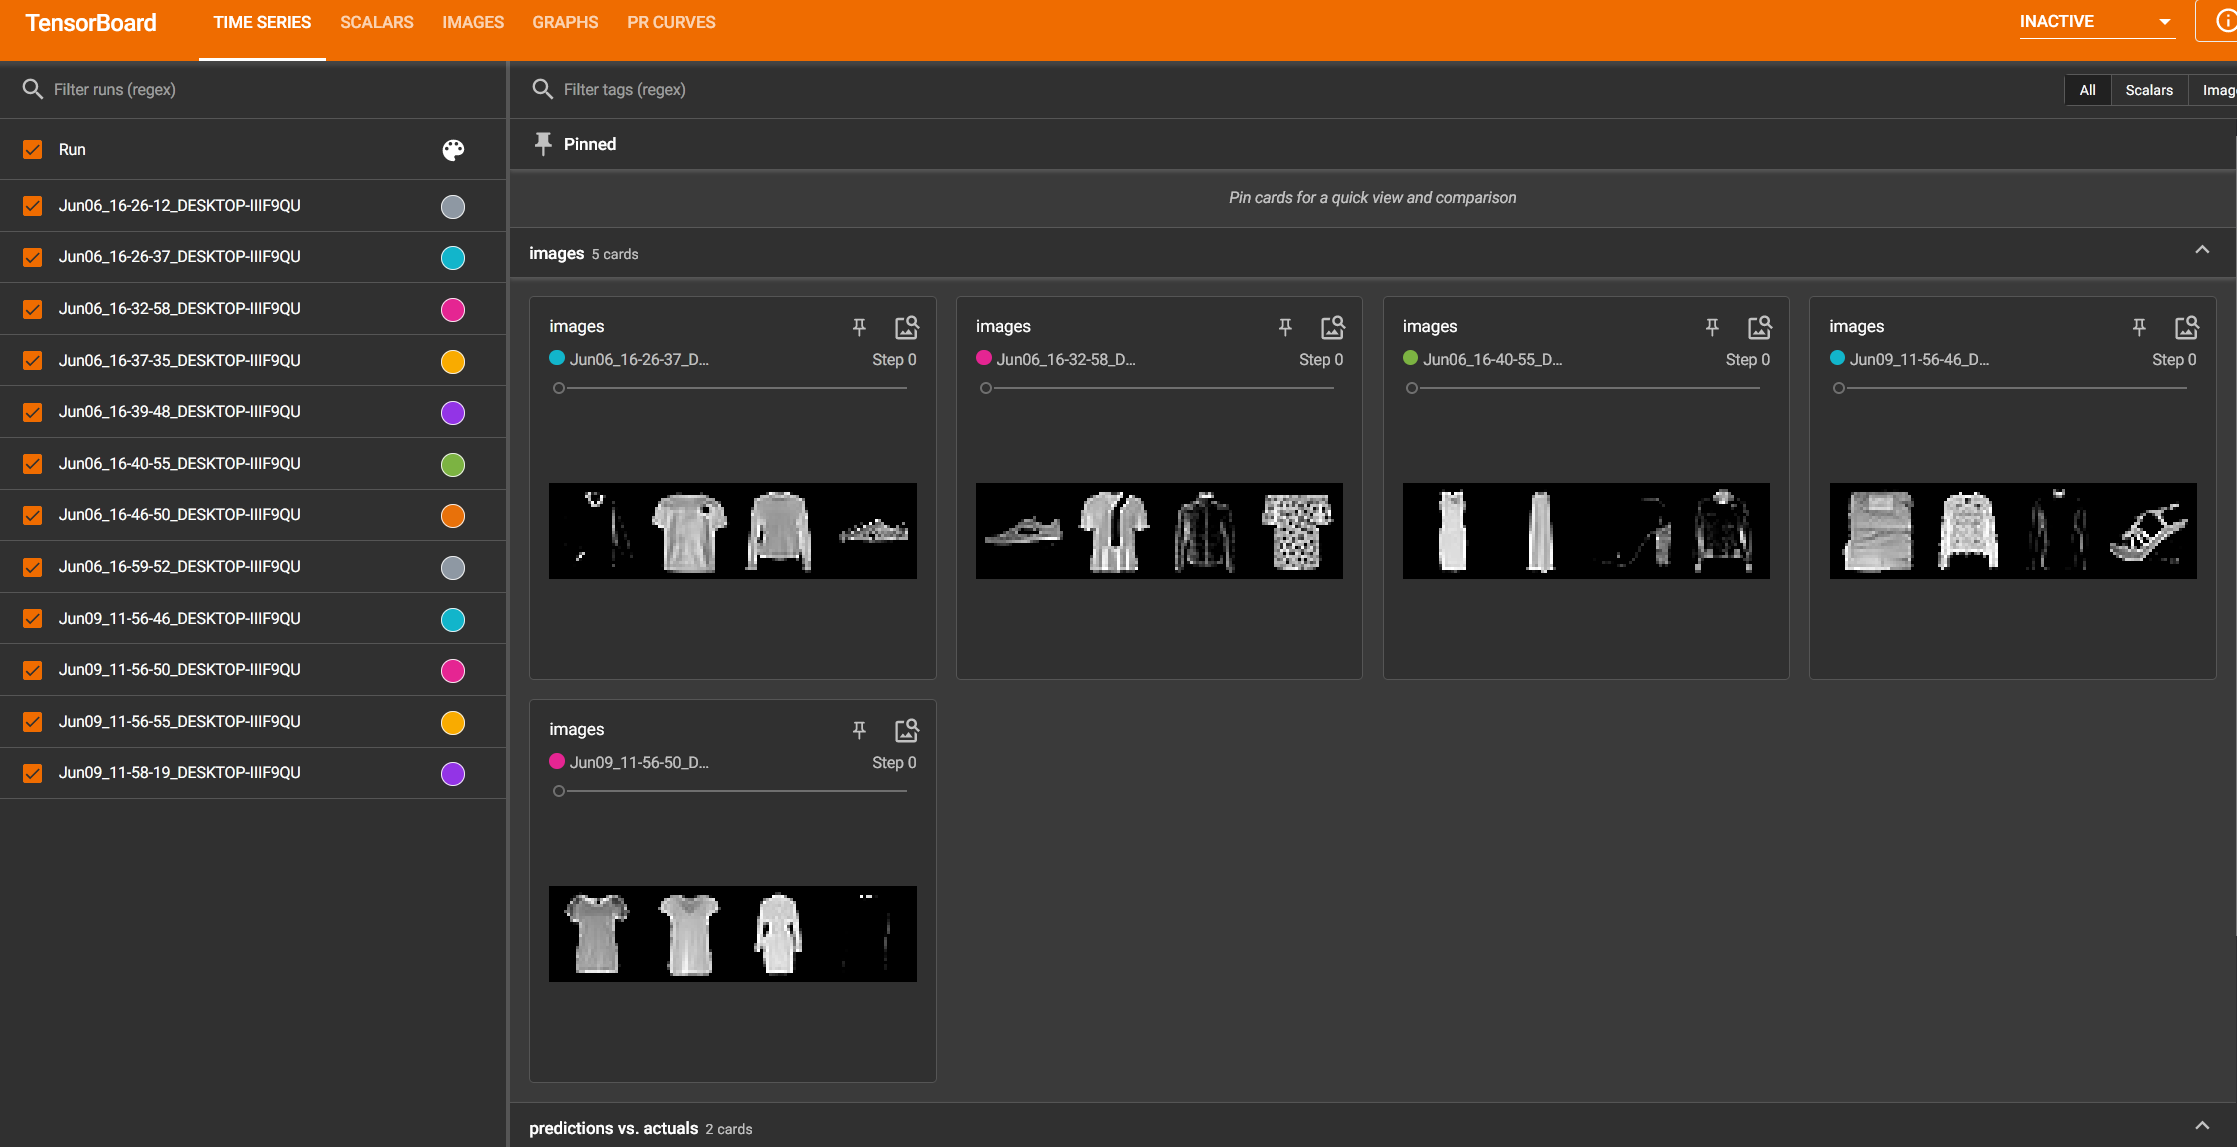 TensorBoard
TIME SERIES
SCALARS
IMAGES
GRAPHS
PR CURVES
INACTIVE
Filter runs (regex)
Run
Jun06_16-26-12_DESKTOP-IIIF9QU
Jun06_16-26-37_DESKTOP-IIIF9QU
Jun06_16-32-58_DESKTOP-IIIF9QU
Jun06_16-37-35_DESKTOP-IIIF9QU
Jun06_16-39-48_DESKTOP-IIIF9QU
Jun06_16-40-55_DESKTOP-IIIF9QU
Jun06_16-46-50_DESKTOP-IIIF9QU
Jun06_16-59-52_DESKTOP-IIIF9QU
Jun09_11-56-46_DESKTOP-IIIF9QU
Jun09_11-56-50_DESKTOP-IIIF9QU
Jun09_11-56-55_DESKTOP-IIIF9QU
Jun09_11-58-19_DESKTOP-IIIF9QU
Filter tags (regex)
All
Scalars
Imag
Pinned
Pin cards for a quick view and comparison
images 5 cards
images
Jun06_16-26-37_D... Step 0
images
Jun06_16-32-58_D... Step 0
images
Jun06_16-40-55_D... Step 0
images
Jun09_11-56-46_D... Step 0
images
Jun09_11-56-50_D... Step 0
predictions vs. actuals 2 cards